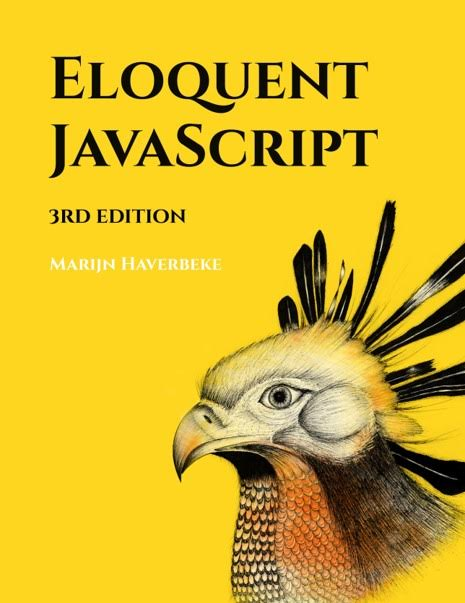 Eloquent
JavaScript
3rd edition
Marijn Haverbeke